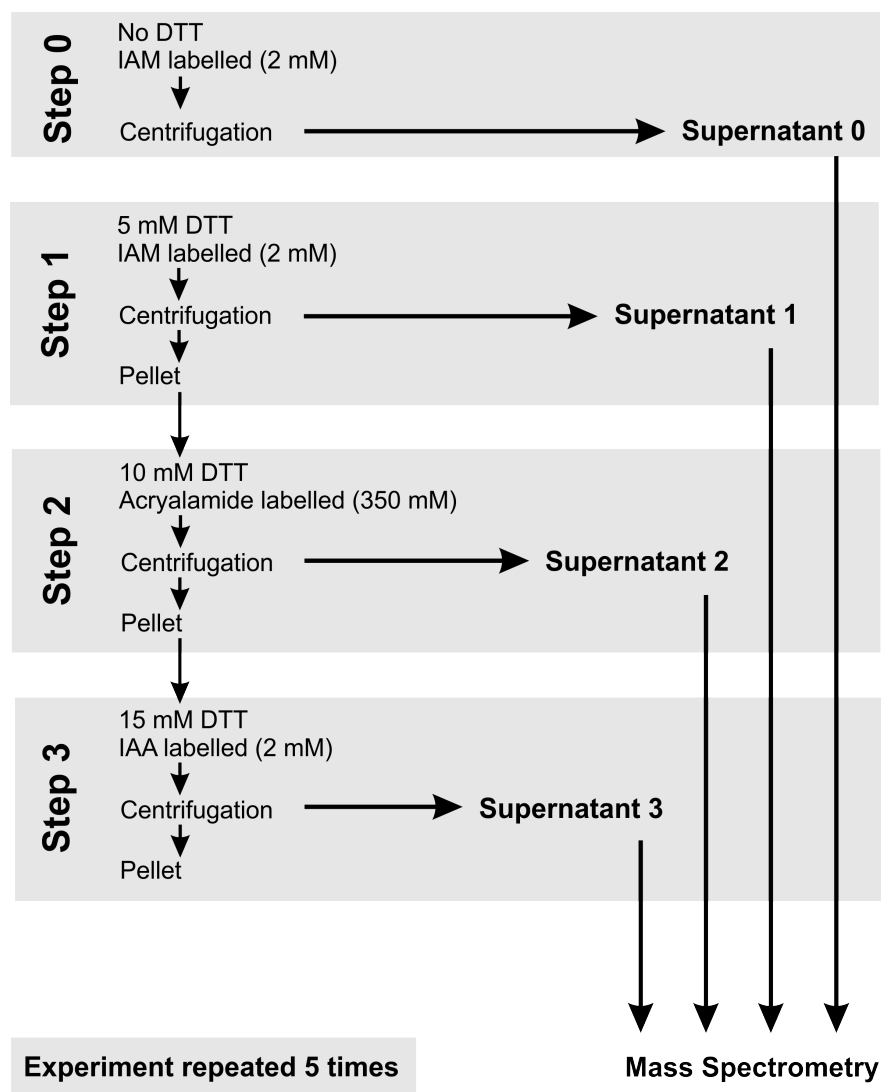 Step 0
No DTT
IAM labelled (2 mM)
Centrifugation
Supernatant 0
Step 1
5 mM DTT
IAM labelled (2 mM)
Centrifugation
Supernatant 1
Pellet
Step 2
10 mM DTT
Acryalamide labelled (350 mM)
Centrifugation
Supernatant 2
Pellet
Step 3
15 mM DTT
IAA labelled (2 mM)
Centrifugation
Supernatant 3
Pellet
Experiment repeated 5 times
Mass Spectrometry